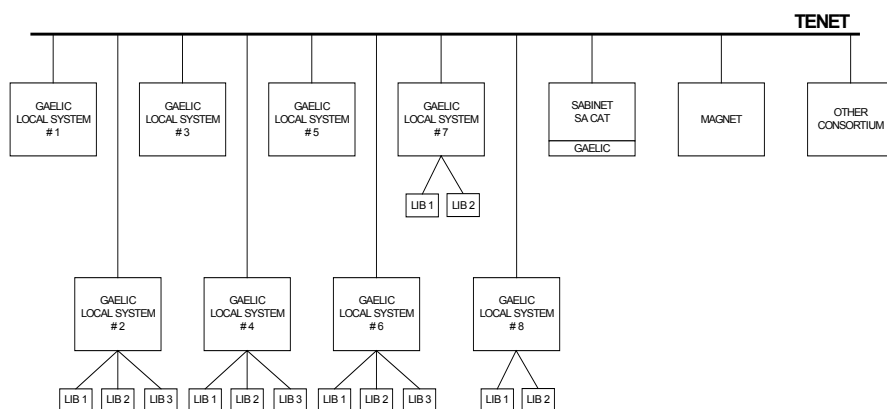 TENET
GAELIC
LOCAL SYSTEM
# 1
GAELIC
LOCAL SYSTEM
# 3
GAELIC
LOCAL SYSTEM
# 5
GAELIC
LOCAL SYSTEM
# 7
SABINET
SA CAT
GAELIC
MAGNET
OTHER
CONSORTIUM
LIB 1
LIB 2
GAELIC
LOCAL SYSTEM
# 2
GAELIC
LOCAL SYSTEM
# 4
GAELIC
LOCAL SYSTEM
# 6
GAELIC
LOCAL SYSTEM
# 8
LIB 1
LIB 2
LIB 3
LIB 1
LIB 2
LIB 3
LIB 1
LIB 2
LIB 3
LIB 1
LIB 2